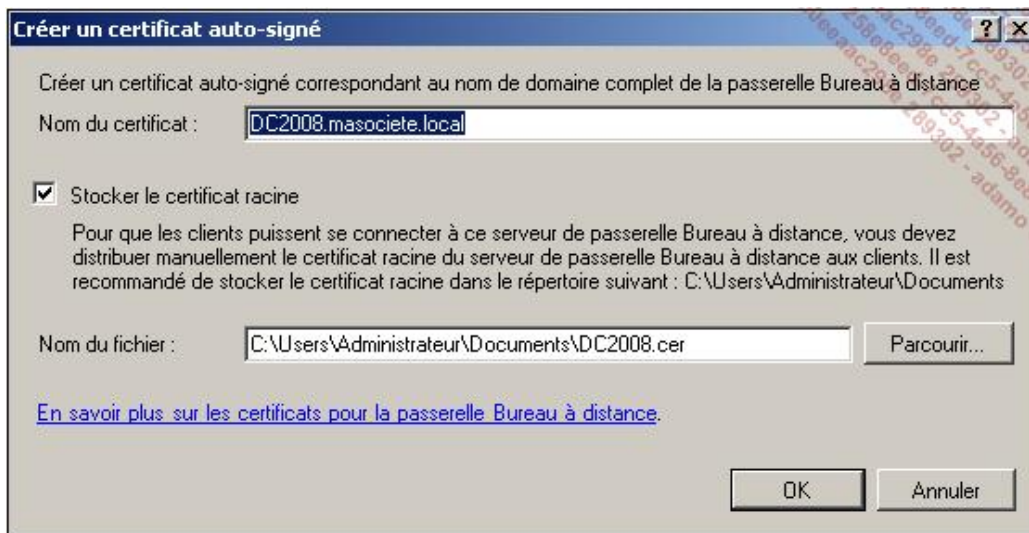 Créer un certificat auto-signé
Créer un certificat auto-signé correspondant au nom de domaine complet de la passerelle Bureau à distance
Nom du certificat :
DC2008.masociete.local
Stocker le certificat racine
Pour que les clients puissent se connecter à ce serveur de passerelle Bureau à distance, vous devez
distribuer manuellement le certificat racine du serveur de passerelle Bureau à distance aux clients. Il est
recommandé de stocker le certificat racine dans le répertoire suivant : C:\Users\Administrateur\Documents
Nom du fichier :
C:\Users\Administrateur\Documents\DC2008.cer
Parcourir...
En savoir plus sur les certificats pour la passerelle Bureau à distance.
OK
Annuler